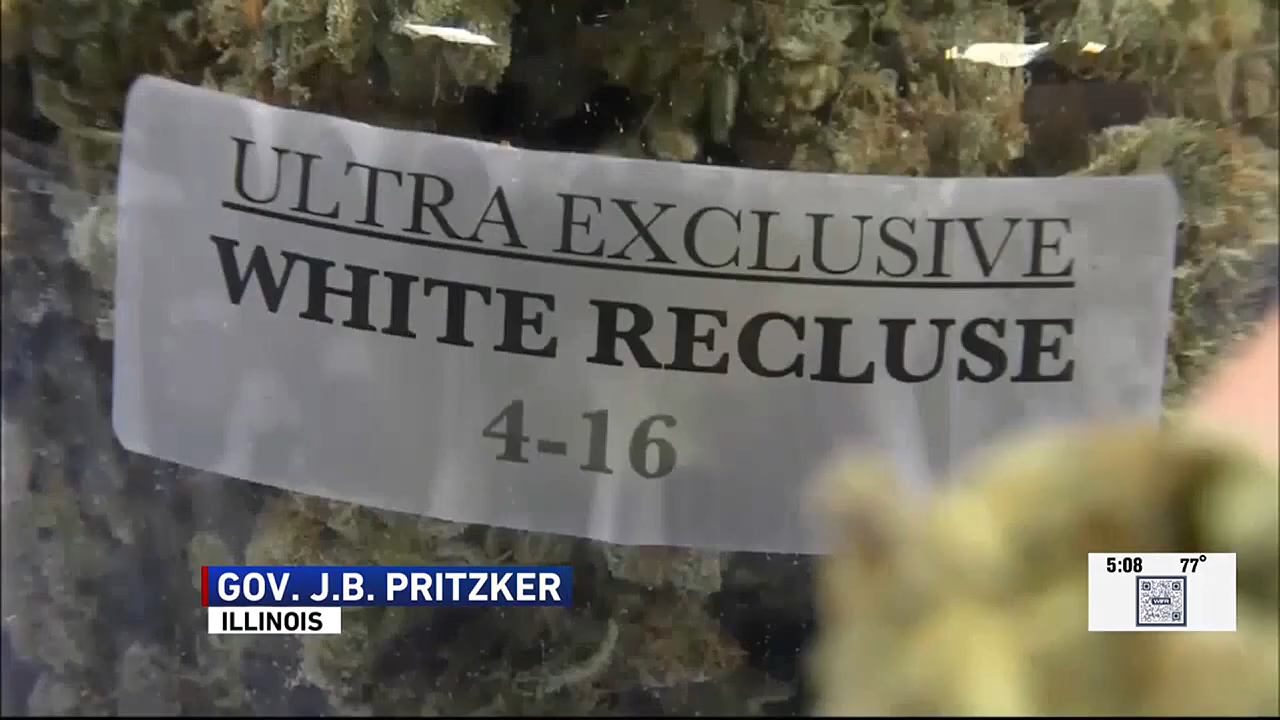 ULTRA EXCLUSIVE
WHITE RECLUSE
4-16
GOV. J.B. PRITZKER
ILLINOIS
5:08 77°